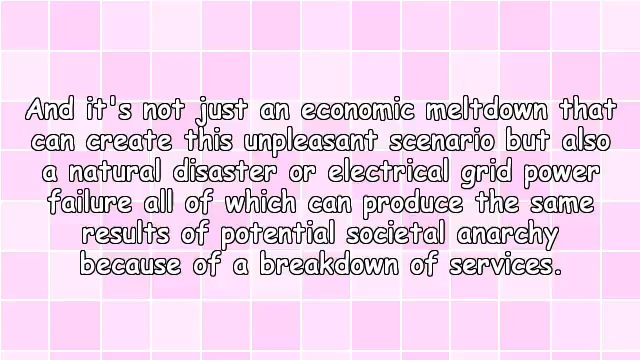 And it's not just an economic meltdown that
can create this unpleasant scenario but also
a natural disaster or electrical grid power
failure all of which can produce the same
results of potential societal anarchy
because of a breakdown of services.